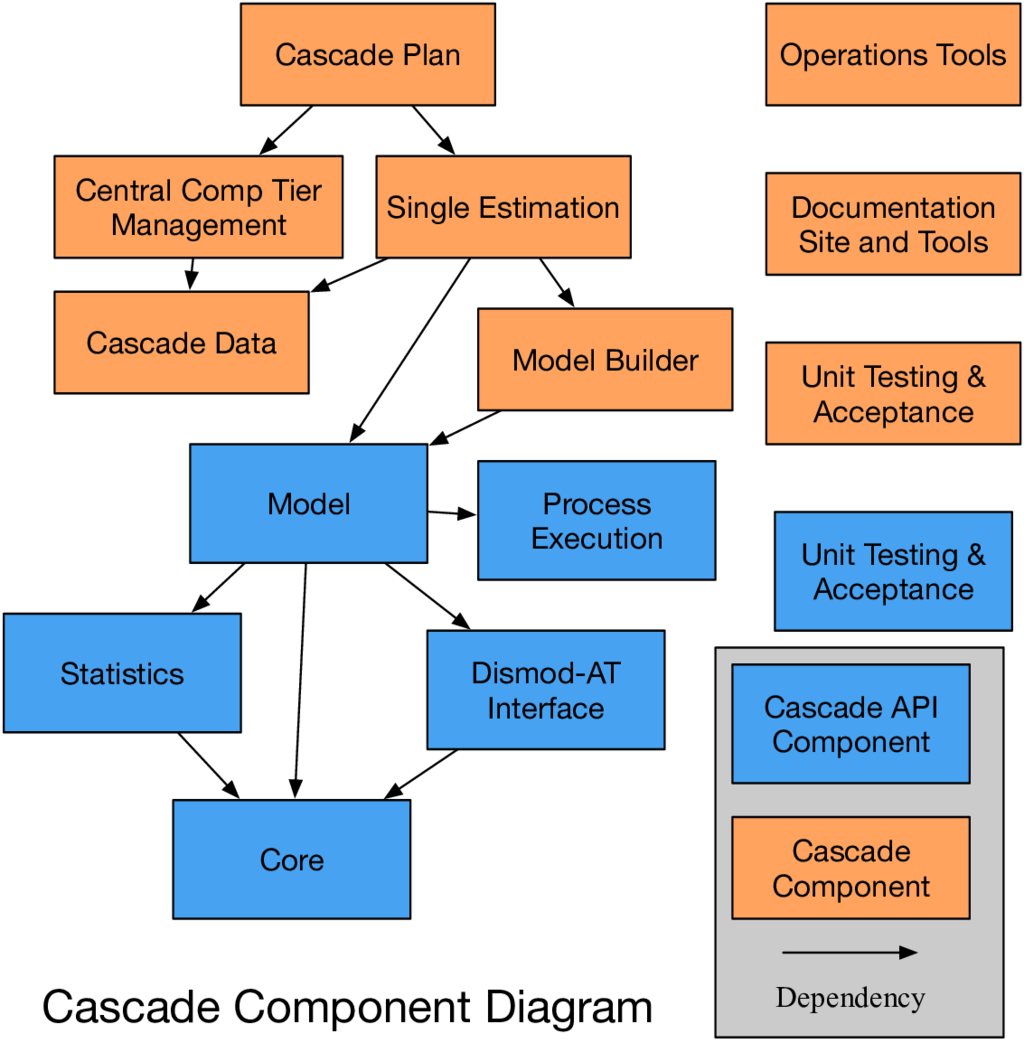 Cascade Plan
Operations Tools
Central Comp Tier
Management
Single Estimation
Documentation
Site and Tools
Cascade Data
Model Builder
Unit Testing &
Acceptance
Model
Process
Execution
Unit Testing &
Acceptance
Statistics
Dismod-AT
Interface
Cascade API
Component
Core
Cascade
Component
Dependency
Cascade Component Diagram